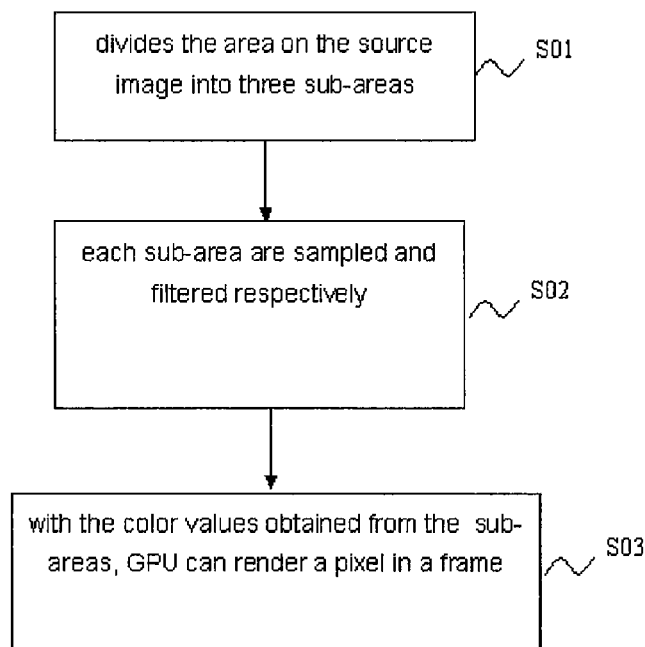 divides the area on the source
image into three sub-areas
S01
each sub-area are sampled and
filtered respectively
S02
with the color values obtained from the sub-
areas, GPU can render a pixel in a frame
S03